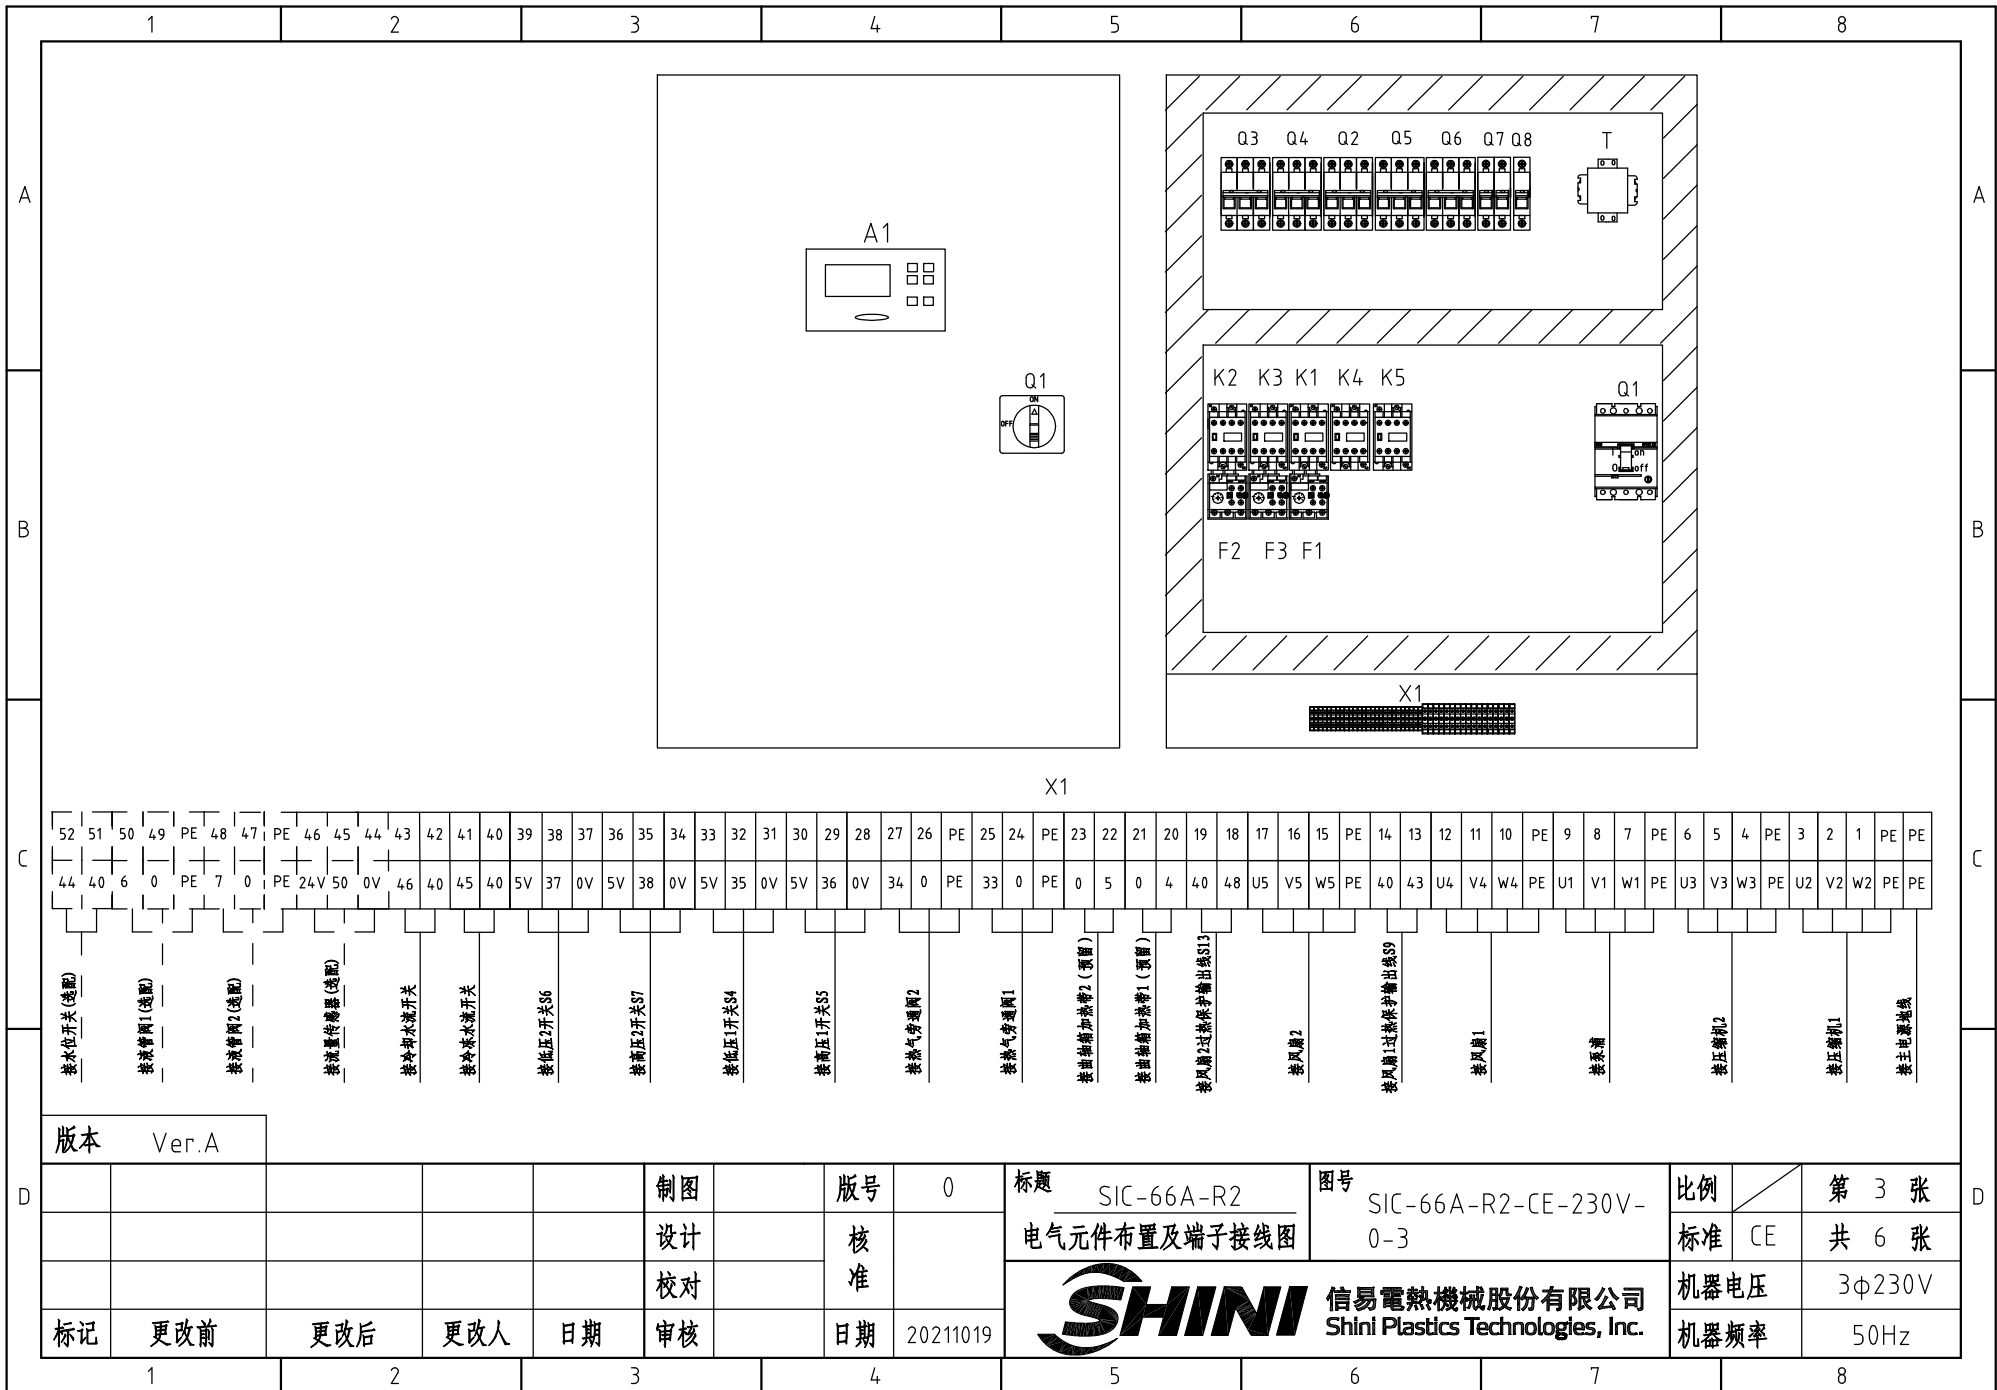 1 2 3 4 5 6 7 8
A A
Q3 Q4 Q2 Q5 Q6 Q7 Q8 T
A1
Q1
ON
OFF
K2 K3 K1 K4 K5
Q1
I on
O off
F2 F3 F1
B B
X1
X1
52 51 50 49 PE 48 47 PE 46 45 44 43 42 41 40 39 38 37 36 35 34 33 32 31 30 29 28 27 26 PE 25 24 PE 23 22 21 20 19 18 17 16 15 PE 14 13 12 11 10 PE 9 8 7 PE 6 5 4 PE 3 2 1 PE PE
C C
44 40 6 0 PE 7 0 PE 24V 50 0V 46 40 45 40 5V 37 0V 5V 38 0V 5V 35 0V 5V 36 0V 34 0 PE 33 0 PE 0 5 0 4 40 48 U5 V5 W5 PE 40 43 U4 V4 W4 PE U1 V1 W1 PE U3 V3 W3 PE U2 V2 W2 PE PE
接水位开关(选配)
接液管阀1(选配)
接液管阀2(选配)
接流量传感器(选配)
接冷却水流开关
接冷冻水流开关
接低压2开关S6
接高压2开关S7
接低压1开关S4
接高压1开关S5
接热气旁通阀2
接热气旁通阀1
接曲轴箱加热带2(预留)
接曲轴箱加热带1(预留)
接风扇2过热保护输出线S13
接风扇2
接风扇1过热保护输出线S9
接风扇1
接泵浦
接压缩机2
接压缩机1
接主电源地线
版本 Ver.A
D D
制图 版号 0
设计 核准
校对
标记 更改前 更改后 更改人 日期 审核 日期 20211019
标题 SIC-66A-R2
电气元件布置及端子接线图
图号 SIC-66A-R2-CE-230V-
0-3
SHINI
信易電熱機械股份有限公司
Shini Plastics Technologies, Inc.
比例 第 3 张
标准 CE 共 6 张
机器电压 3φ230V
机器频率 50Hz
1 2 3 4 5 6 7 8